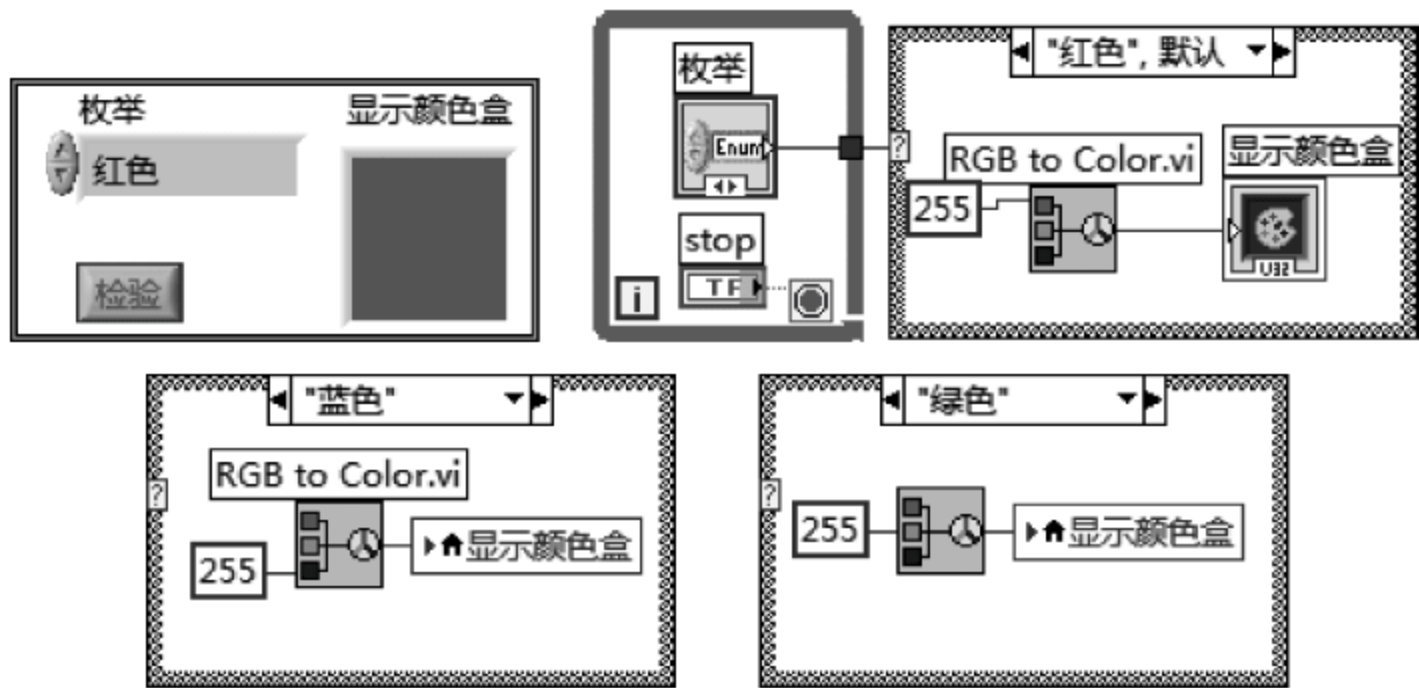 枚举
显示颜色盒
红色
检验
枚举
Enum
stop
TF
i
"红色", 默认
?
RGB to Color.vi
显示颜色盒
255
U32
"蓝色"
?
RGB to Color.vi
显示颜色盒
255
"绿色"
?
255
显示颜色盒